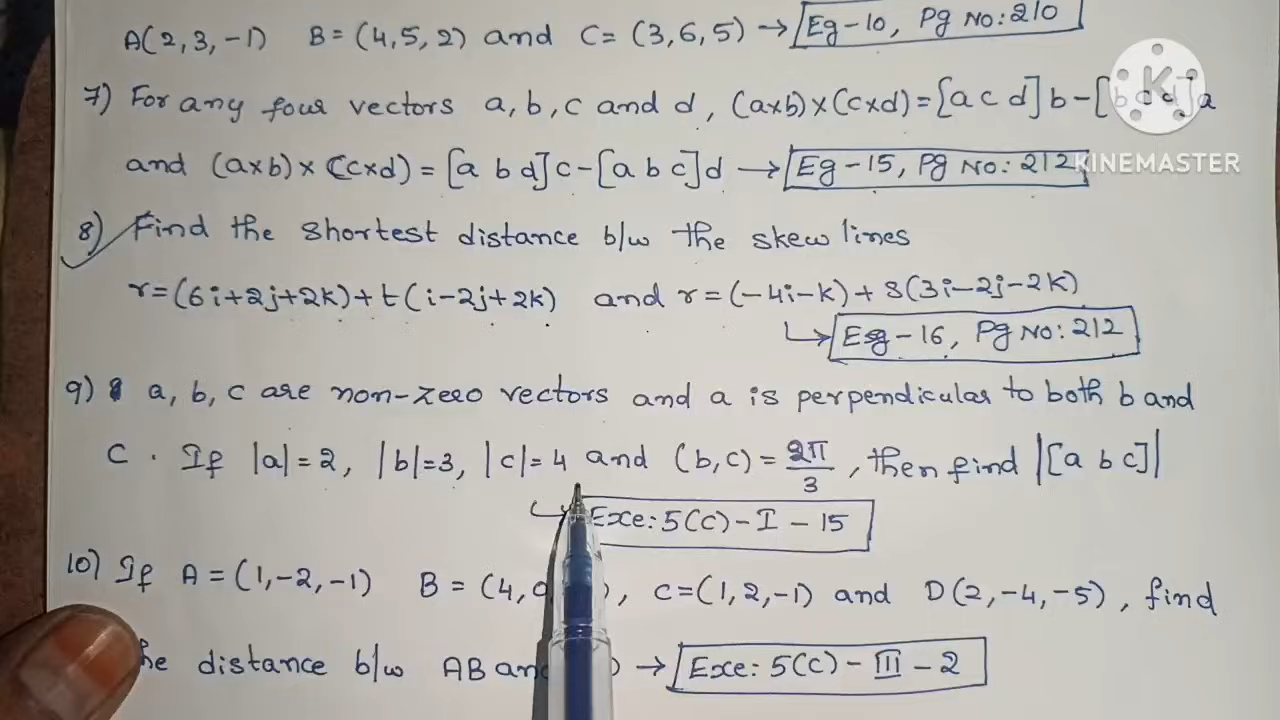 A(2,3,-1) B=(4,5,2) and C=(3,6,5) → Eg-10, Pg No:210
7) For any four vectors a,b,c and d, (a×b)×(c×d)=[a c d]b-[b c d]a
and (a×b)×(c×d)=[a b d]c-[a b c]d → Eg-15, Pg No:212
KINEMASTER
8) Find the shortest distance b/w the skew lines
r=(6i+2j+2k)+t(i-2j+2k) and r=(-4i-k)+s(3i-2j-2k)
Eg-16, Pg No:212
9) a,b,c are non-zero vectors and a is perpendicular to both b and
c. If |a|=2, |b|=3, |c|=4 and (b,c)=2π/3, then find |[a b c]|
Exe: 5(c)-I-15
10) If A=(1,-2,-1) B=(4, ), C=(1,2,-1) and D(2,-4,-5), find
distance b/w AB → Exe: 5(c)-III-2